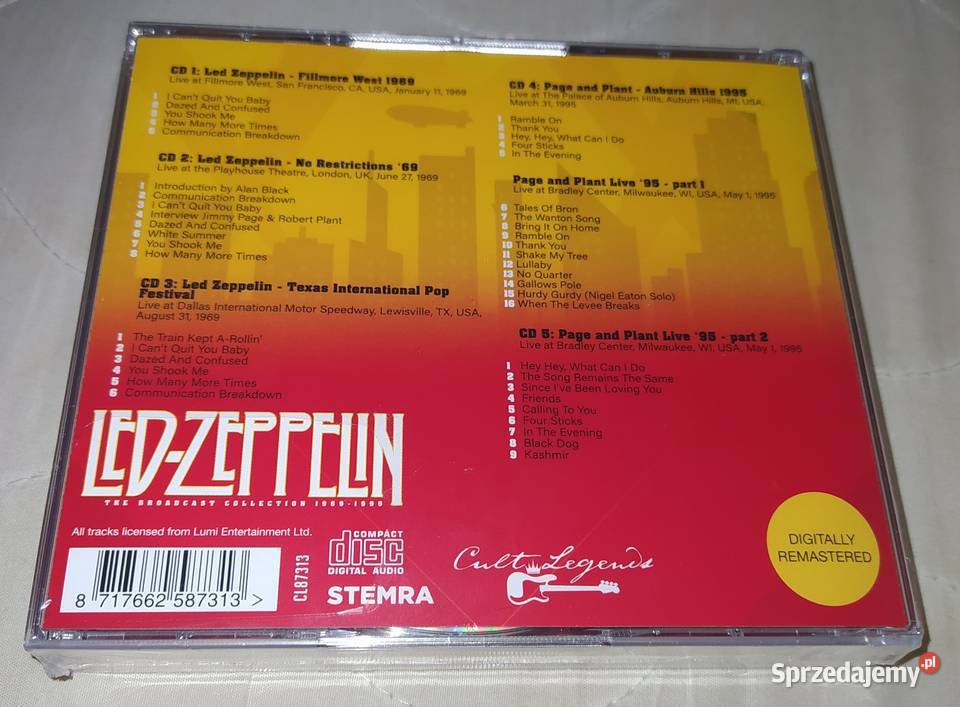 CD 1: Led Zeppelin - Fillmore West 1969
Live at Fillmore West, San Francisco, CA, USA, January 11, 1969
1 I Can't Quit You Baby
2 Dazed and Confused
3 You Shook Me
4 How Many More Times
5 Communication Breakdown
CD 2: Led Zeppelin - No Restrictions '69
Live at the Playhouse Theatre, London, UK, June 27, 1969
1 Introduction by Alan Black
2 Communication Breakdown
3 I Can't Quit You Baby
4 Interview Jimmy Page & Robert Plant
5 Dazed And Confused
6 White Summer
7 You Shook Me
8 How Many More Times
CD 3: Led Zeppelin - Texas International Pop
Festival
Live at Dallas International Motor Speedway, Lewisville, TX, USA,
August 31, 1969
1 The Train Kept A-Rollin'
2 I Can't Quit You Baby
3 Dazed And Confused
4 You Shook Me
5 How Many More Times
6 Communication Breakdown
LED-ZEPPELIN
THE BROADCAST COLLECTION 1969-1995
All tracks licensed from Lumi Entertainment Ltd.
8 717662 587313 >
CL87313
COMPACT
disc
DIGITAL AUDIO
STEMRA
CD 4: Page and Plant - Auburn Hills 1995
Live at The Palace of Auburn Hills, Auburn Hills, MI, USA,
March 31, 1995
1 Ramble On
2 Thank You
3 Hey, Hey, What Can I Do
4 Four Sticks
5 In The Evening
Page and Plant Live '95 - part 1
Live at Bradley Center, Milwaukee, WI, USA, May 1, 1995
6 Tales Of Bron
7 The Wanton Song
8 Bring It On Home
9 Ramble On
10 Thank You
11 Shake My Tree
12 Lullaby
13 No Quarter
14 Gallows Pole
15 Hurdy Gurdy (Nigel Eaton Solo)
16 When The Levee Breaks
CD 5: Page and Plant Live '95 - part 2
Live at Bradley Center, Milwaukee, WI, USA, May 1, 1995
1 Hey Hey, What Can I Do
2 The Song Remains The Same
3 Since I've Been Loving You
4 Friends
5 Calling To You
6 Four Sticks
7 In The Evening
8 Black Dog
9 Kashmir
Cult Legends
DIGITALLY
REMASTERED
Sprzedajemy.pl